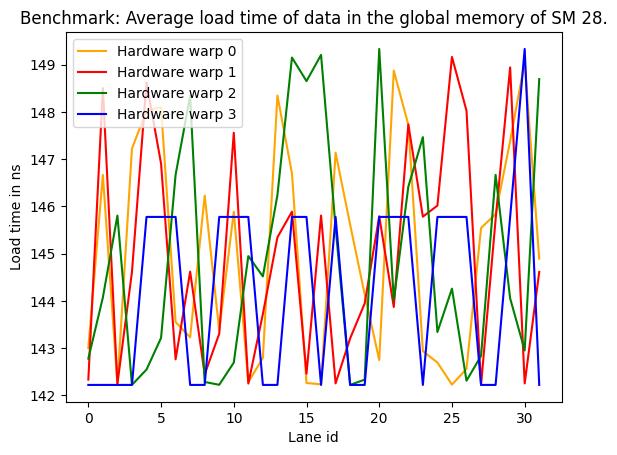 Benchmark: Average load time of data in the global memory of SM 28.
Hardware warp 0
Hardware warp 1
Hardware warp 2
Hardware warp 3
149
148
147
146
145
144
143
142
Load time in ns
0 5 10 15 20 25 30
Lane id